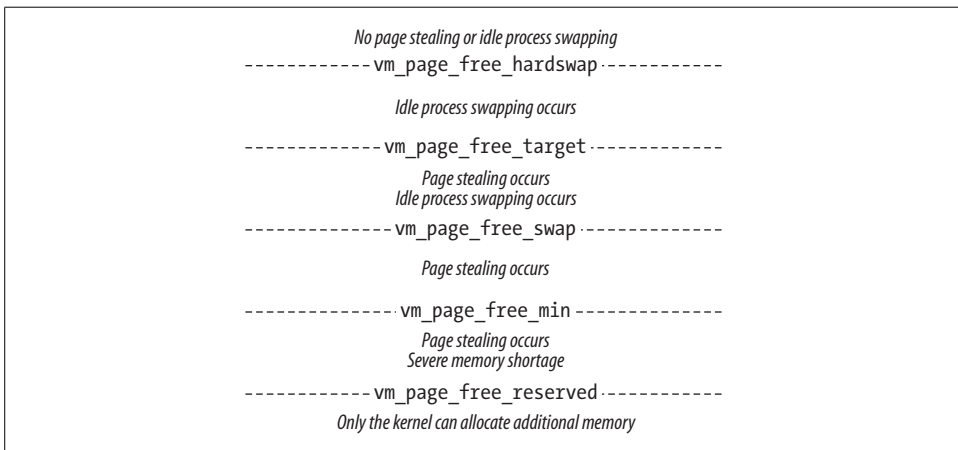 No page stealing or idle process swapping
------------vm_page_free_hardswap-----------
Idle process swapping occurs
-------------vm_page_free_target------------
Page stealing occurs
Idle process swapping occurs
--------------vm_page_free_swap-------------
Page stealing occurs
--------------vm_page_free_min--------------
Page stealing occurs
Severe memory shortage
------------vm_page_free_reserved-----------
Only the kernel can allocate additional memory